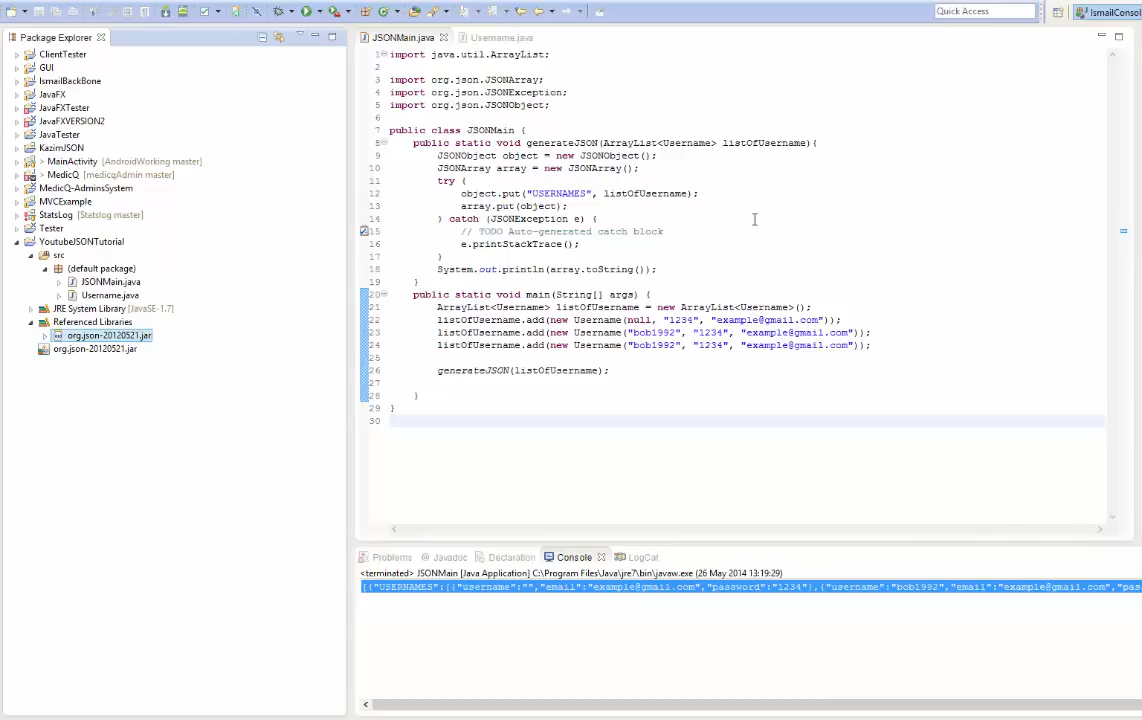 Quick Access
IsmailConsol
Package Explorer
ClientTester
GUI
IsmailBackBone
JavaFX
JavaFXTester
JavaFXVERSION2
JavaTester
KazimJSON
> MainActivity [AndroidWorking master]
> MedicQ [medicqAdmin master]
MedicQ-AdminsSystem
MVCExample
StatsLog [Statslog master]
Tester
YoutubeJSONTutorial
src
(default package)
JSONMain.java
Username.java
JRE System Library [JavaSE-1.7]
Referenced Libraries
org.json-20120521.jar
org.json-20120521.jar
JSONMain.java Username.java
1 import java.util.ArrayList;
2
3 import org.json.JSONArray;
4 import org.json.JSONException;
5 import org.json.JSONObject;
6
7 public class JSONMain {
8 public static void generateJSON(ArrayList<Username> listOfUsername){
9 JSONObject object = new JSONObject();
10 JSONArray array = new JSONArray();
11 try {
12 object.put("USERNAMES", listOfUsername);
13 array.put(object);
14 } catch (JSONException e) {
15 // TODO Auto-generated catch block
16 e.printStackTrace();
17 }
18 System.out.println(array.toString());
19 }
20 public static void main(String[] args) {
21 ArrayList<Username> listOfUsername = new ArrayList<Username>();
22 listOfUsername.add(new Username(null, "1234", "example@gmail.com"));
23 listOfUsername.add(new Username("bob1992", "1234", "example@gmail.com"));
24 listOfUsername.add(new Username("bob1992", "1234", "example@gmail.com"));
25
26 generateJSON(listOfUsername);
27
28 }
29 }
30
Problems @ Javadoc Declaration Console LogCat
<terminated> JSONMain [Java Application] C:\Program Files\Java\jre7\bin\javaw.exe (26 May 2014 13:19:29)
[{"USERNAMES":[{"username":"","email":"example@gmail.com","password":"1234"},{"username":"bob1992","email":"example@gmail.com","pas